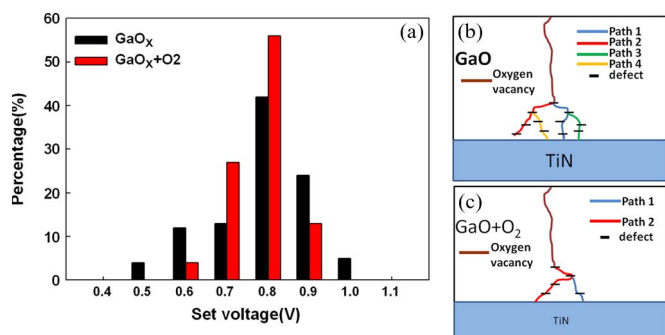 (a)
GaOX
GaOX+O2
60
50
40
30
20
10
0
Percentage(%)
0.4 0.5 0.6 0.7 0.8 0.9 1.0 1.1
Set voltage(V)
(b)
GaO
Path 1
Path 2
Path 3
Path 4
defect
Oxygen
vacancy
TiN
(c)
GaO+O2
Path 1
Path 2
defect
Oxygen
vacancy
TiN